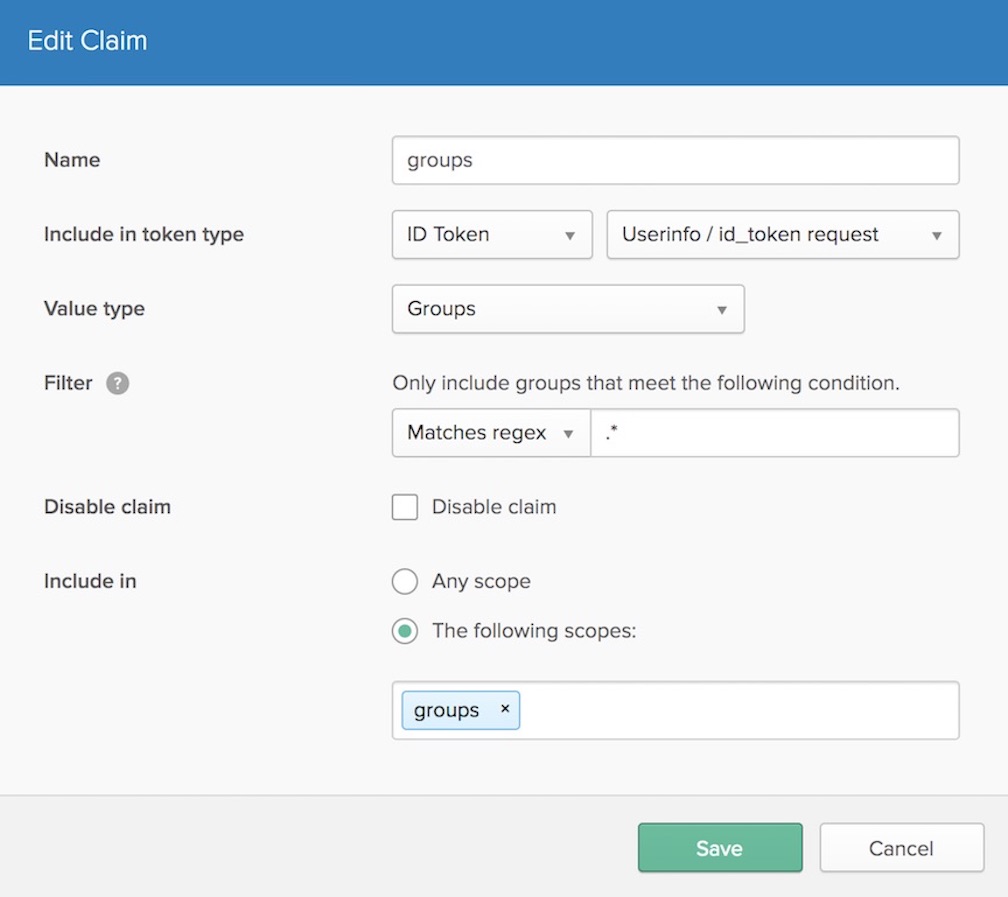 Edit Claim
Name groups
Include in token type ID Token Userinfo / id_token request
Value type Groups
Filter ? Only include groups that meet the following condition.
Matches regex .*
Disable claim Disable claim
Include in Any scope
The following scopes:
groups ×
Save Cancel